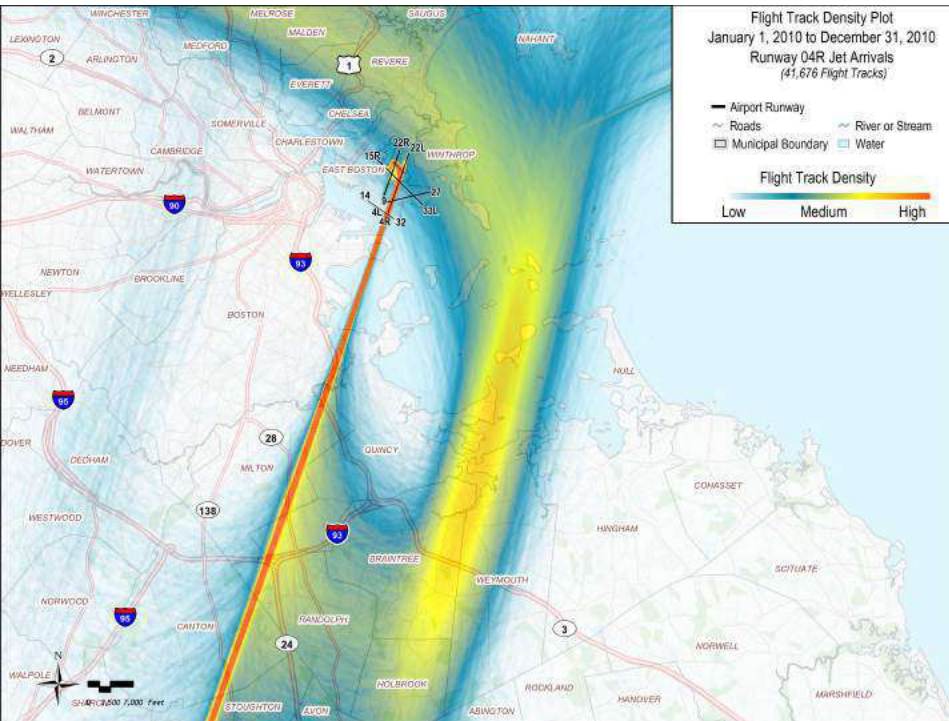 Flight Track Density Plot
January 1, 2010 to December 31, 2010
Runway 04R Jet Arrivals
(41,676 Flight Tracks)
Airport Runway
Roads
River or Stream
Municipal Boundary
Water
Flight Track Density
Low Medium High
WINCHESTER
MELROSE
SAUGUS
LEXINGTON
MEDFORD
MALDEN
NAHANT
2
ARLINGTON
1
REVERE
EVERETT
BELMONT
CHELSEA
WALTHAM
SOMERVILLE
CHARLESTOWN
22R
22L
CAMBRIDGE
15R
WINTHROP
WATERTOWN
EAST BOSTON
14
9
27
90
4L
33L
4R
32
93
NEWTON
BROOKLINE
WELLESLEY
BOSTON
NEEDHAM
HULL
95
28
DOVER
QUINCY
DEDHAM
MILTON
COHASSET
138
WESTWOOD
93
HINGHAM
BRAINTREE
SCITUATE
WEYMOUTH
NORWOOD
95
CANTON
RANDOLPH
3
24
NORWELL
N
WALPOLE
HOLBROOK
ROCKLAND
MARSHFIELD
7,000 Feet
HANOVER
STOUGHTON
AVON
ABINGTON